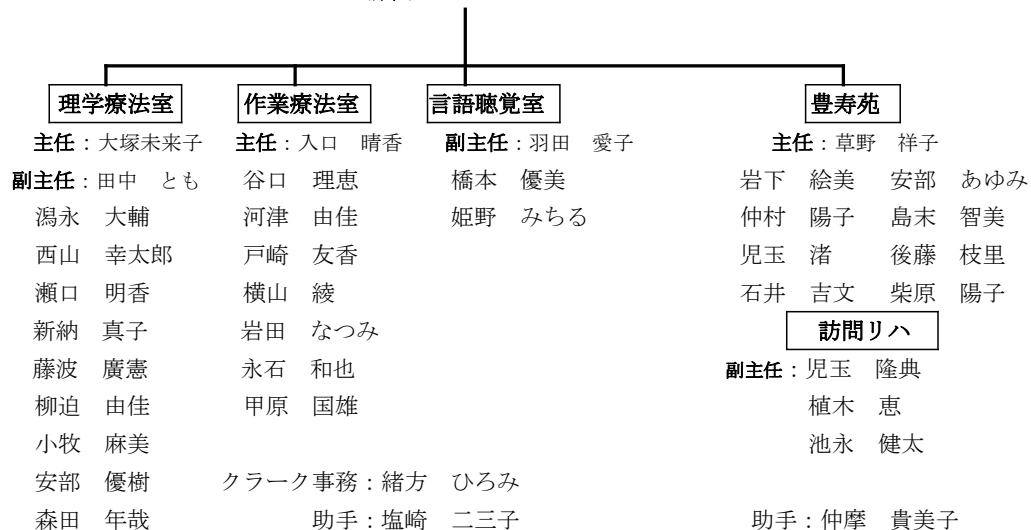 理学療法室
主任：大塚未来子
副主任：田中　とも
潟永　大輔
西山　幸太郎
瀬口　明香
新納　真子
藤波　廣憲
柳迫　由佳
小牧　麻美
安部　優樹
森田　年哉
作業療法室
主任：入口　晴香
谷口　理恵
河津　由佳
戸崎　友香
横山　綾
岩田　なつみ
永石　和也
甲原　国雄
言語聴覚室
副主任：羽田　愛子
橋本　優美
姫野　みちる
クラーク事務：緒方　ひろみ
助手：塩崎　二三子
豊寿苑
主任：草野　祥子
岩下　絵美　安部　あゆみ
仲村　陽子　島末　智美
児玉　渚　後藤　枝里
石井　吉文　柴原　陽子
訪問リハ
副主任：児玉　隆典
植木　恵
池永　健太
助手：仲摩　貴美子